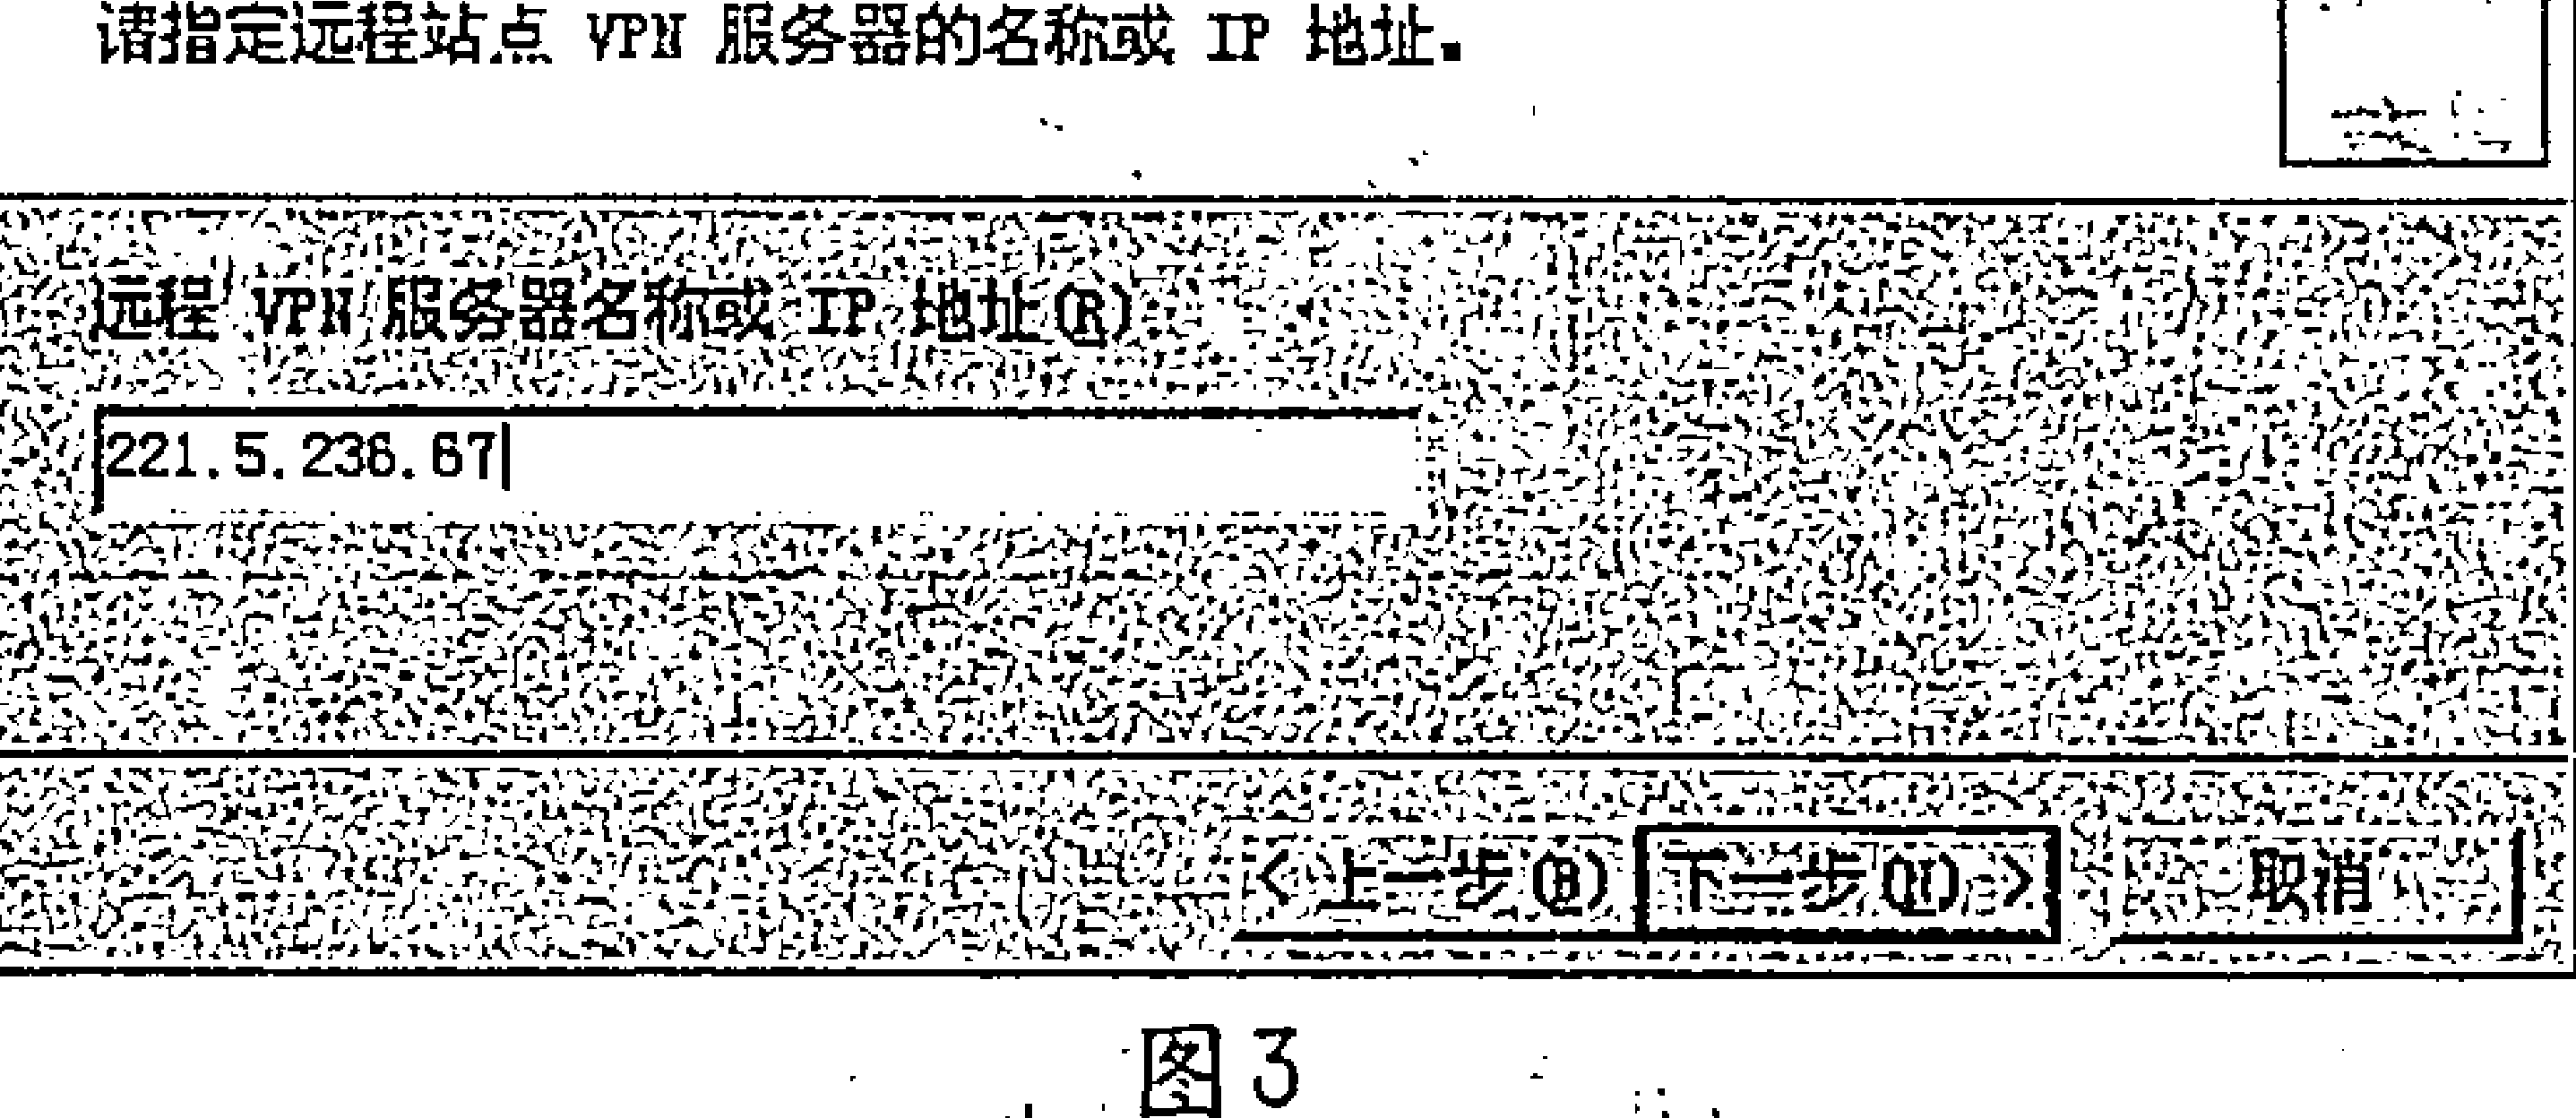 请指定远程站点 VPN 服务器的名称或 IP 地址.
远程 VPN 服务器名称或 IP 地址(R)
221.5.236.67
<上一步(B) 下一步(N) > 取消
图3